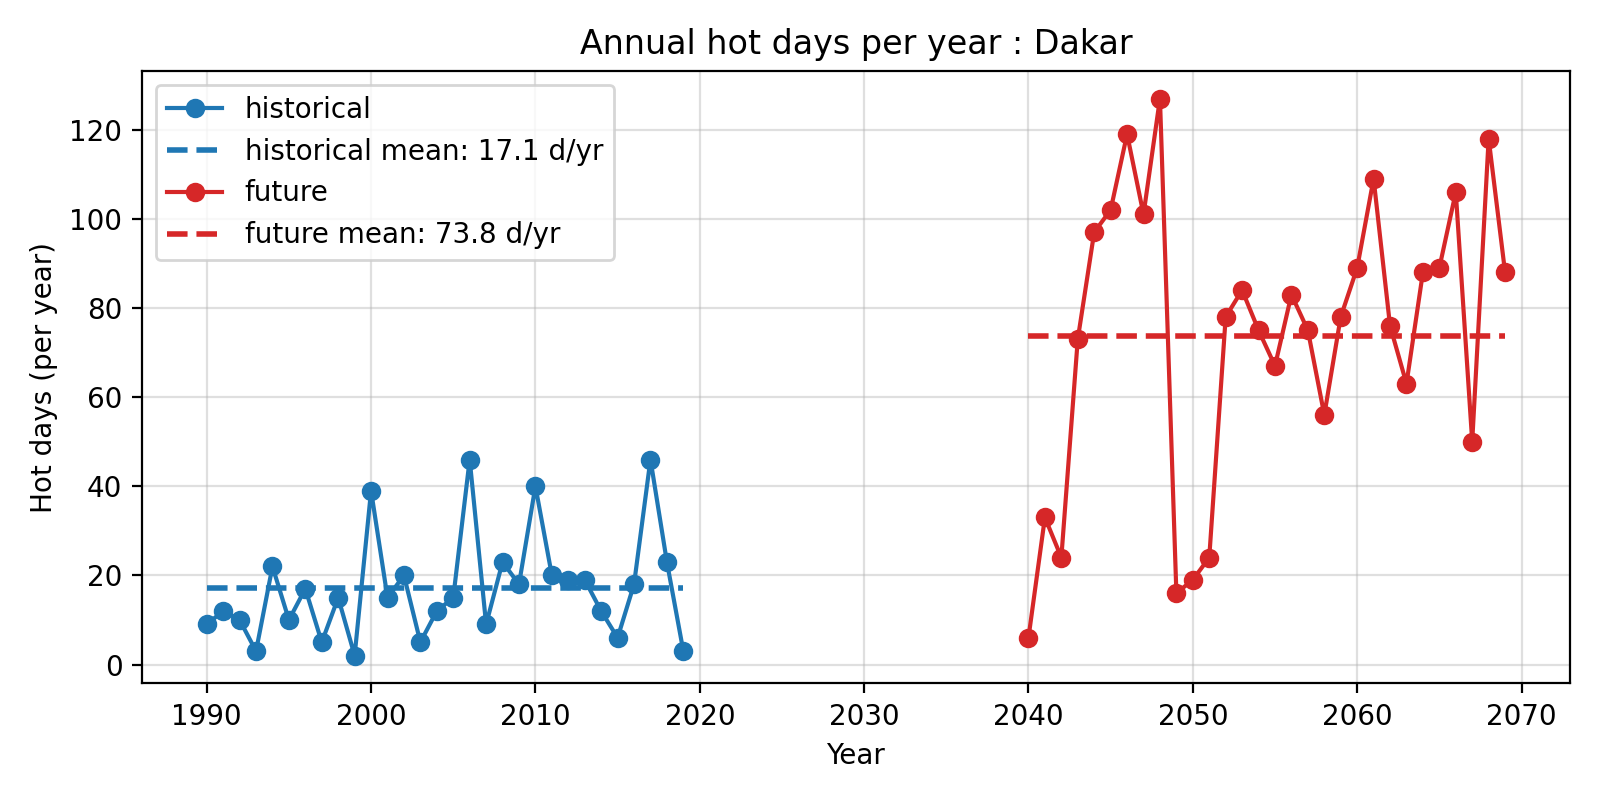 Annual hot days per year : Dakar
historical
historical mean: 17.1 d/yr
future
future mean: 73.8 d/yr
Hot days (per year)
120
100
80
60
40
20
0
1990 2000 2010 2020 2030 2040 2050 2060 2070
Year